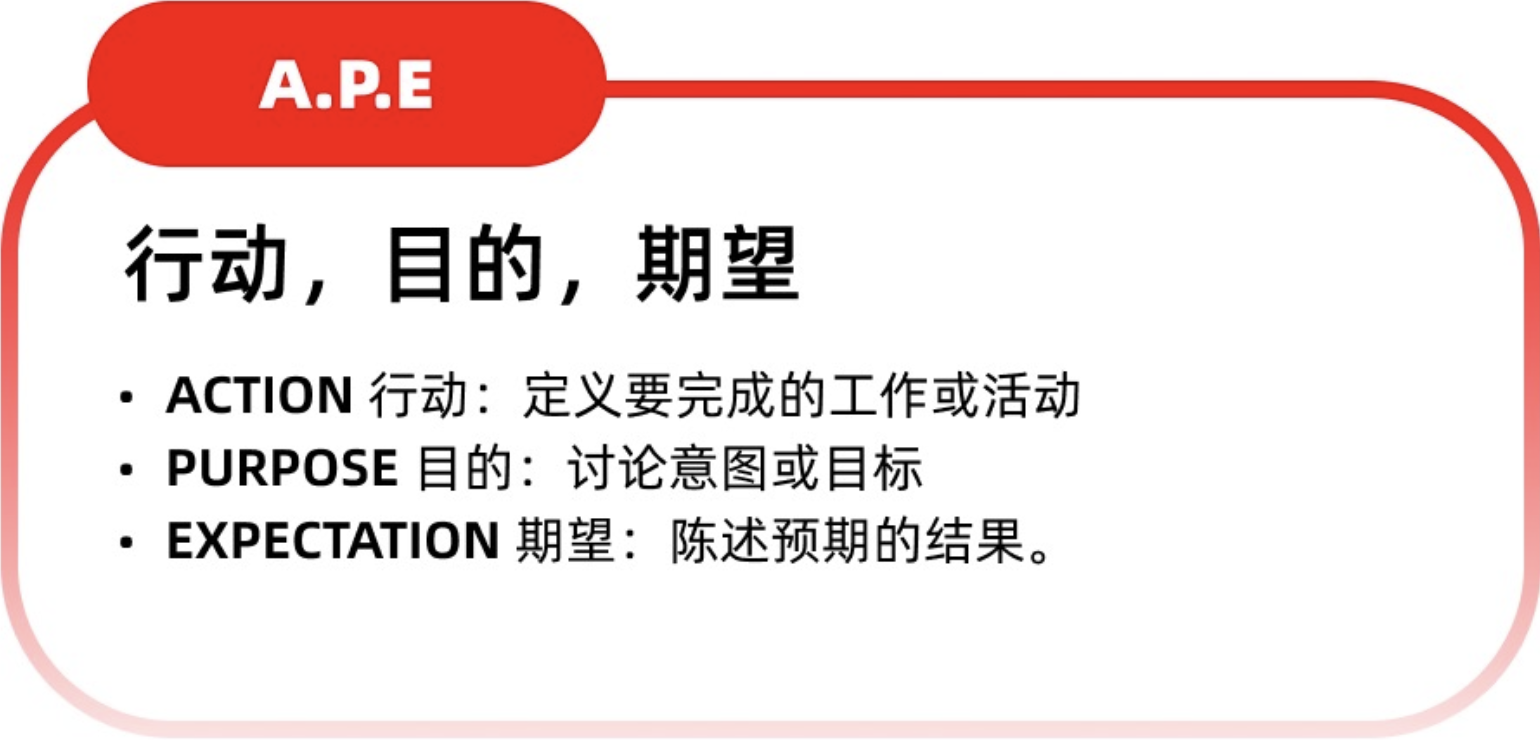 A.P.E
行动，目的，期望
• ACTION 行动：定义要完成的工作或活动
• PURPOSE 目的：讨论意图或目标
• EXPECTATION 期望：陈述预期的结果。